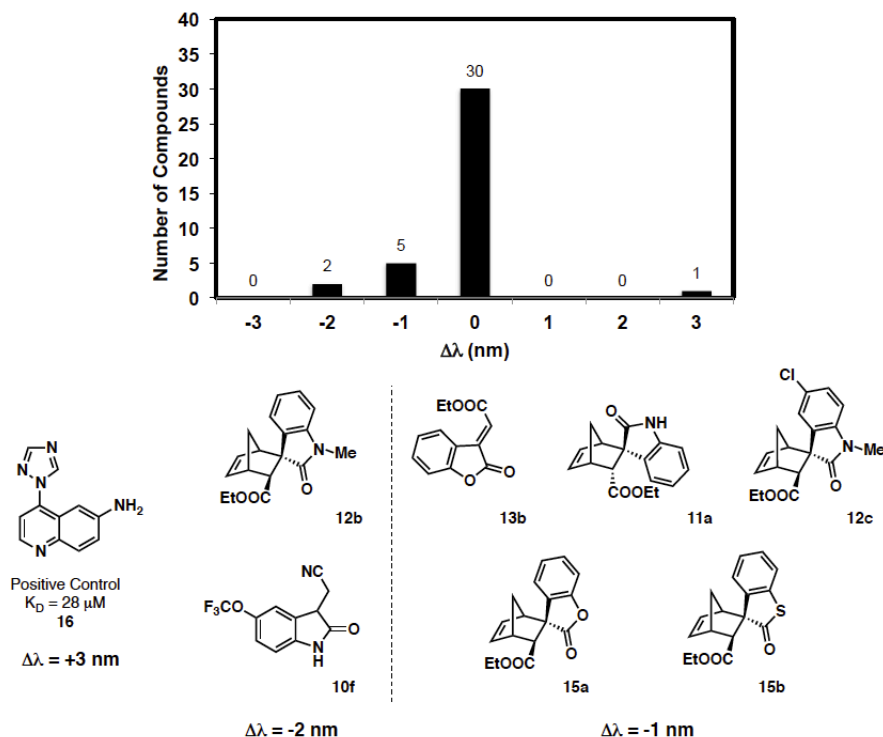 40
35
30
25
20
15
10
5
0
Number of Compounds
0
2
5
30
0
0
1
-3 -2 -1 0 1 2 3
Δλ (nm)
N
N
N
NH2
N
Positive Control
KD = 28 μM
16
Δλ = +3 nm
N—Me
O
EtOOC
12b
NC
F3C
O
O
N
H
10f
Δλ = -2 nm
EtOOC
O
O
13b
O
NH
COOEt
11a
Cl
N—Me
O
EtOOC
12c
O
O
EtOOC
15a
S
O
EtOOC
15b
Δλ = -1 nm